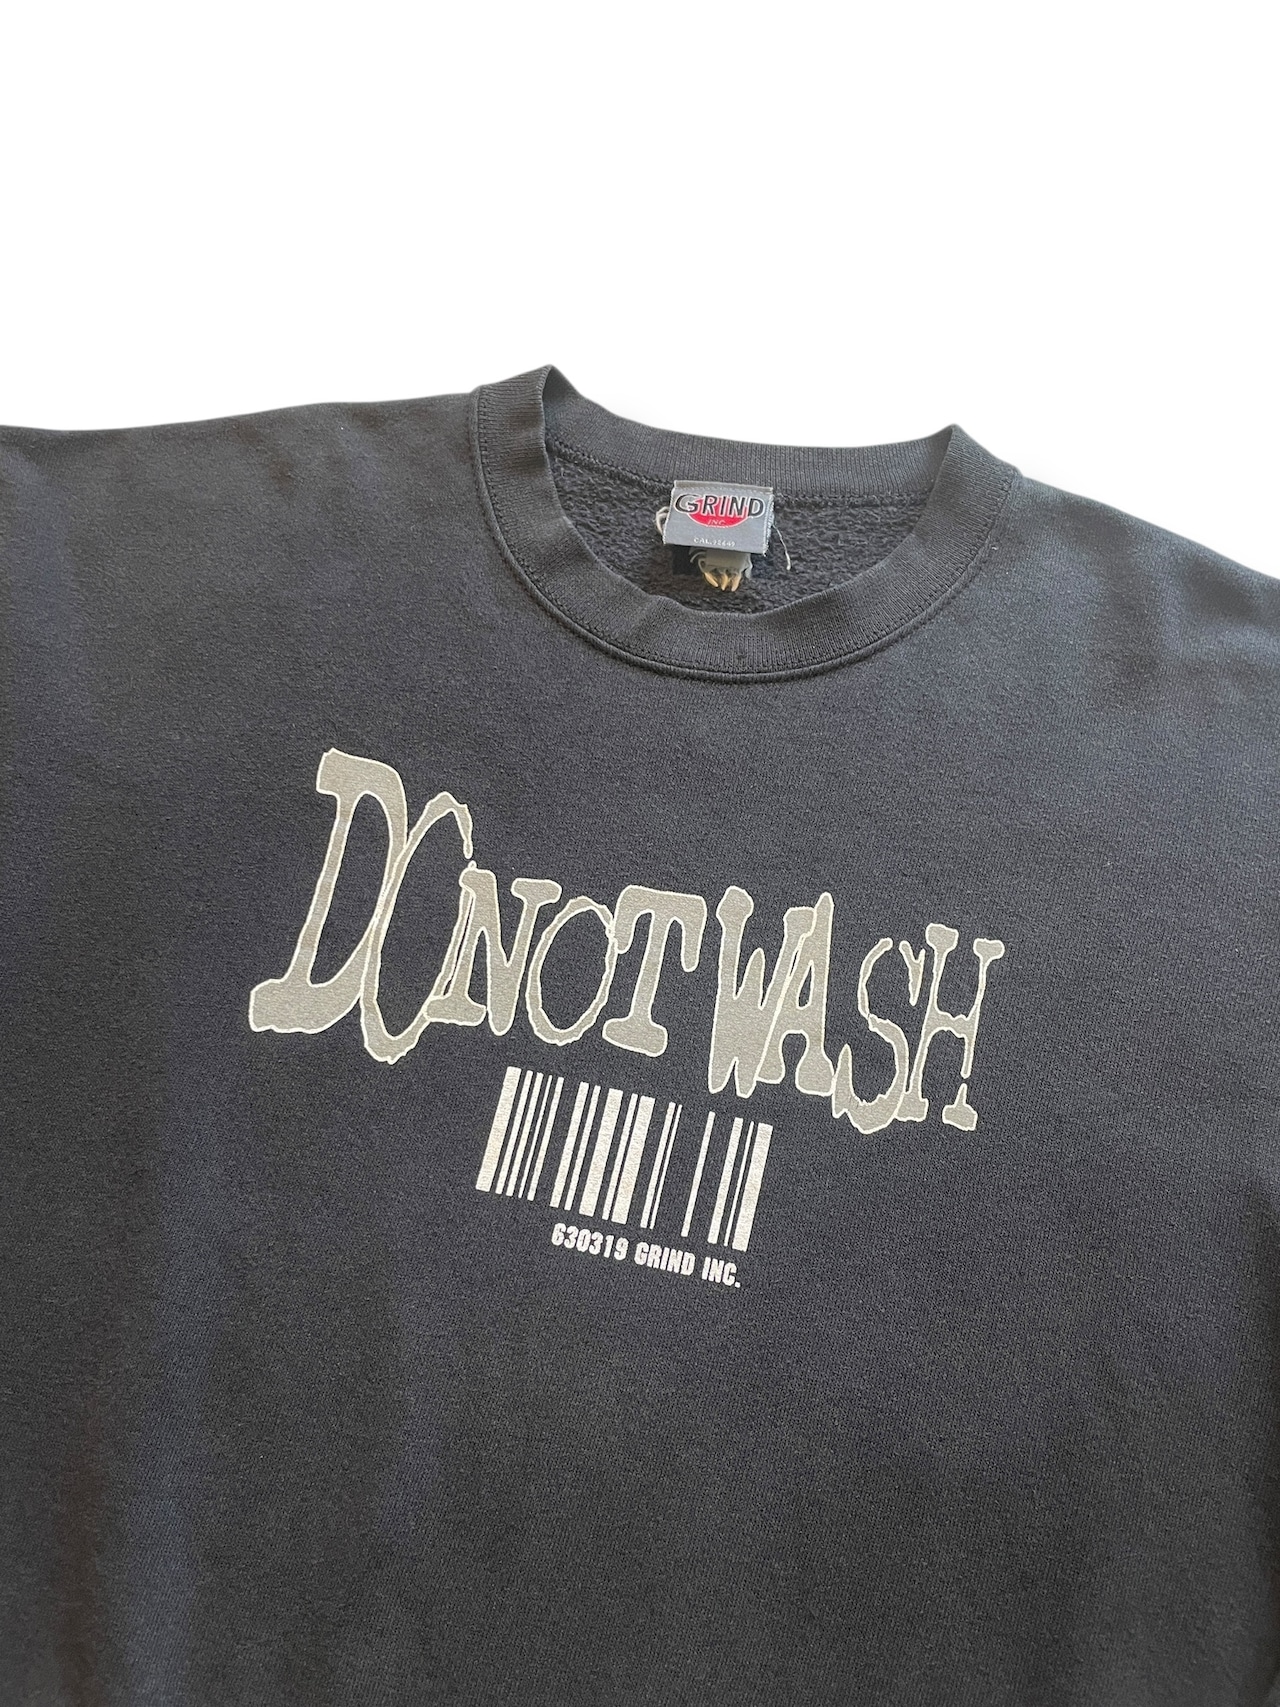 GRIND
INC
DO NOT WASH
630319 GRIND INC.